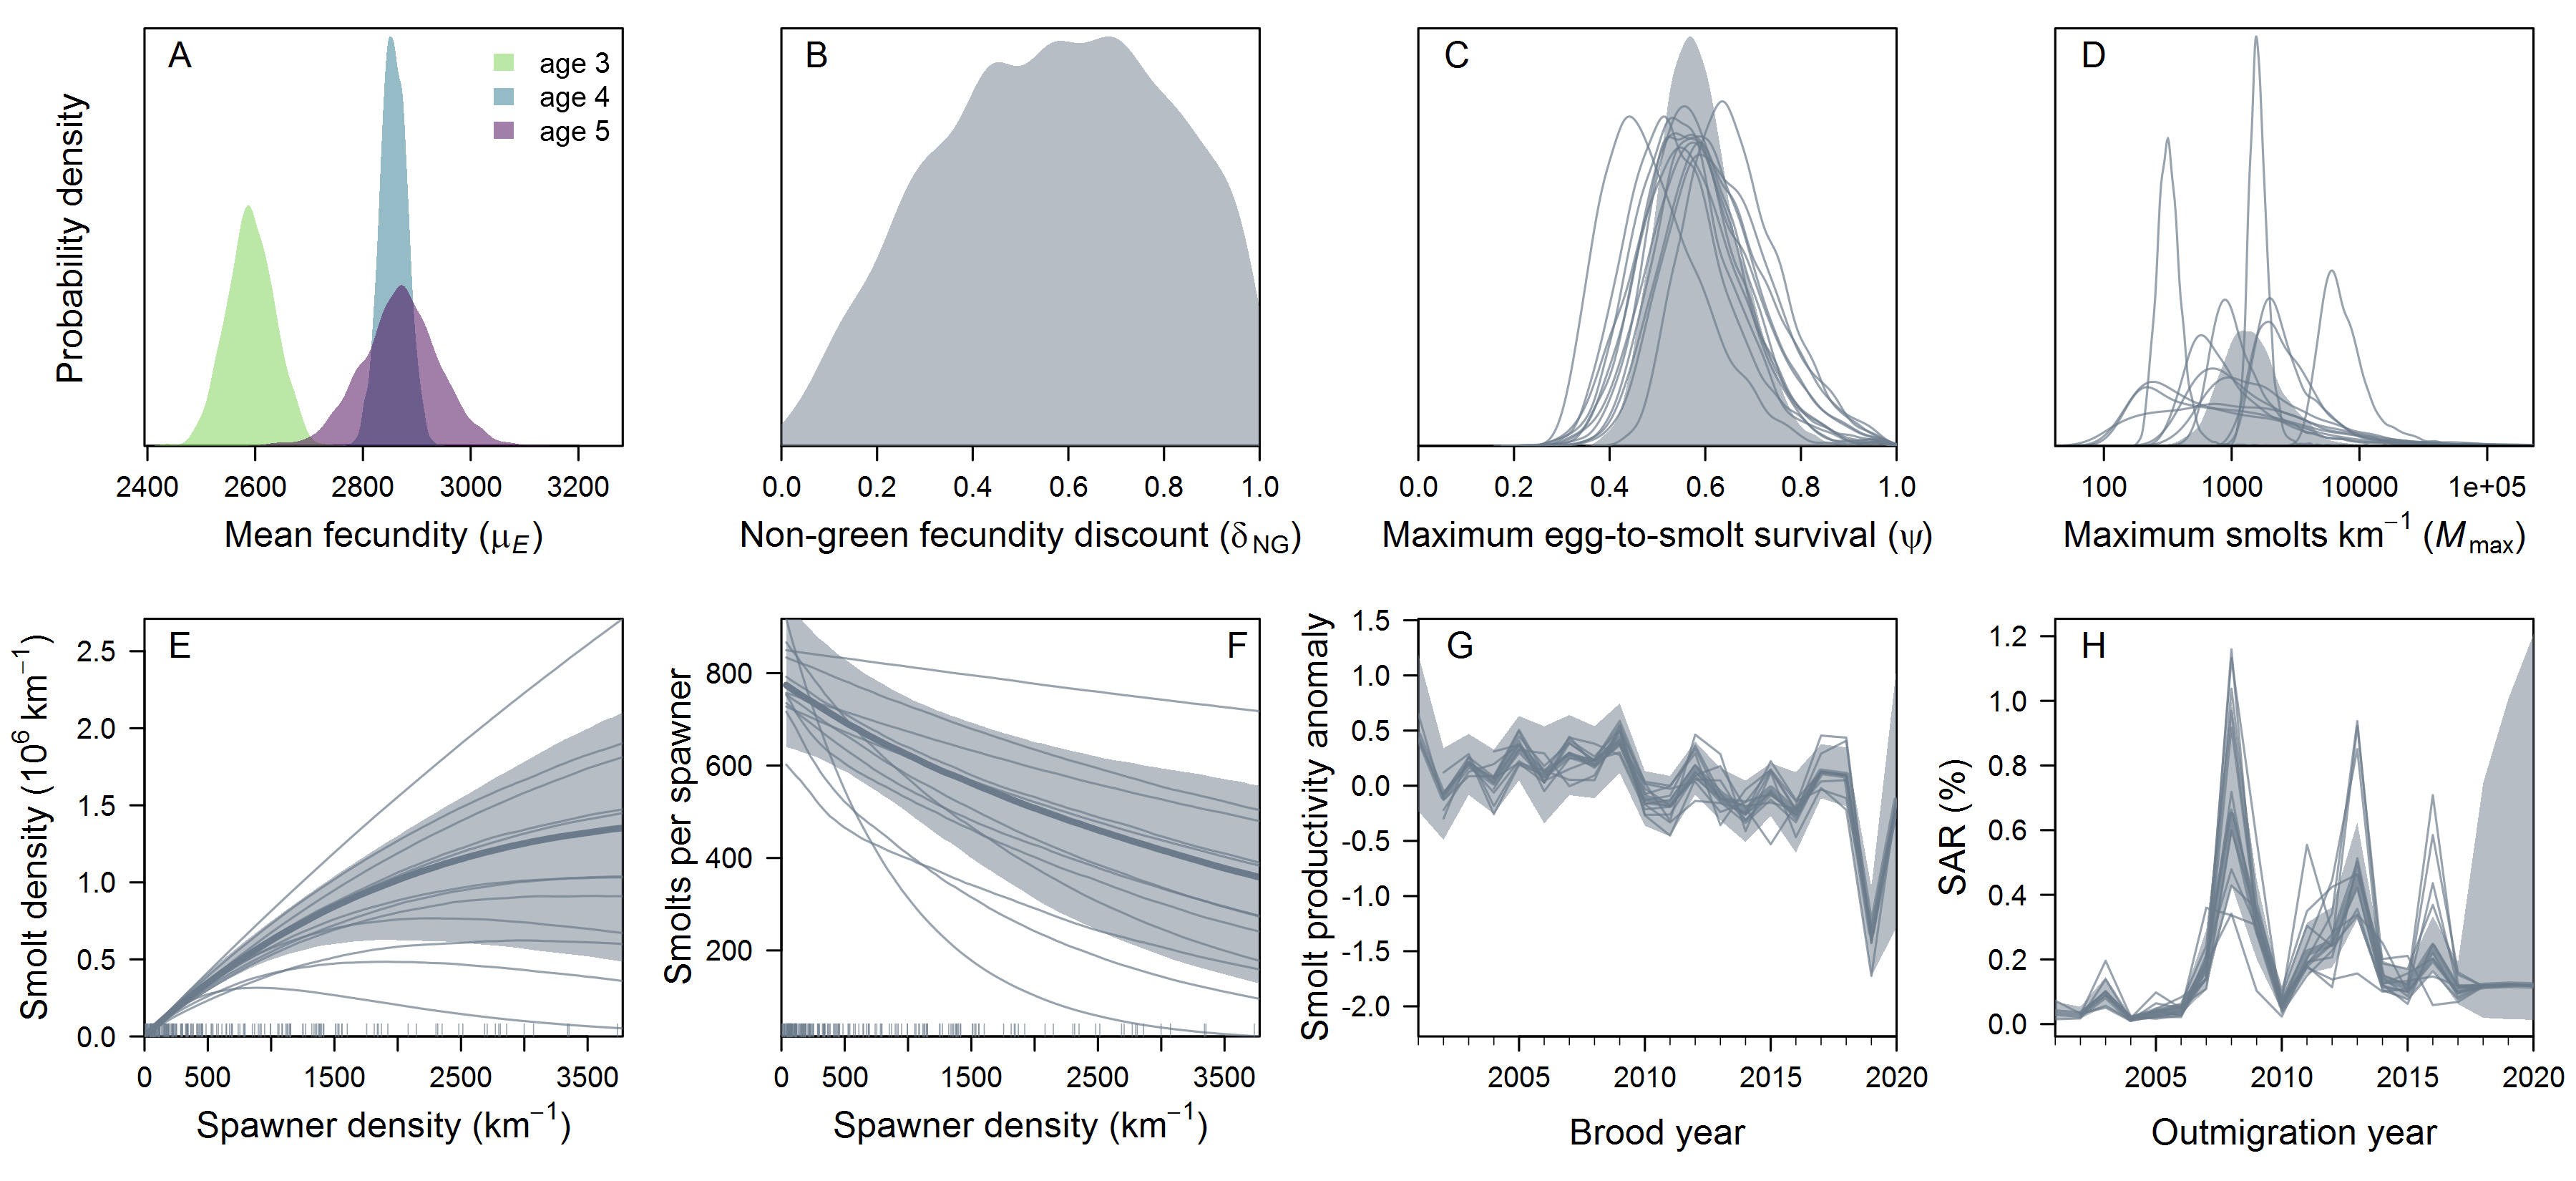 A
age 3
age 4
age 5
Probability density
2400 2600 2800 3000 3200
Mean fecundity (μE)
B
0.0 0.2 0.4 0.6 0.8 1.0
Non-green fecundity discount (δNG)
C
0.0 0.2 0.4 0.6 0.8 1.0
Maximum egg-to-smolt survival (ψ)
D
100 1000 10000 1e+05
Maximum smolts km−1 (Mmax)
E
Smolt density (106 km−1)
2.5
2.0
1.5
1.0
0.5
0.0
0 500 1500 2500 3500
Spawner density (km−1)
F
Smolts per spawner
800
600
400
200
0 500 1500 2500 3500
Spawner density (km−1)
G
Smolt productivity anomaly
1.5
1.0
0.5
0.0
-0.5
-1.0
-1.5
-2.0
2005 2010 2015 2020
Brood year
H
SAR (%)
1.2
1.0
0.8
0.6
0.4
0.2
0.0
2005 2010 2015 2020
Outmigration year